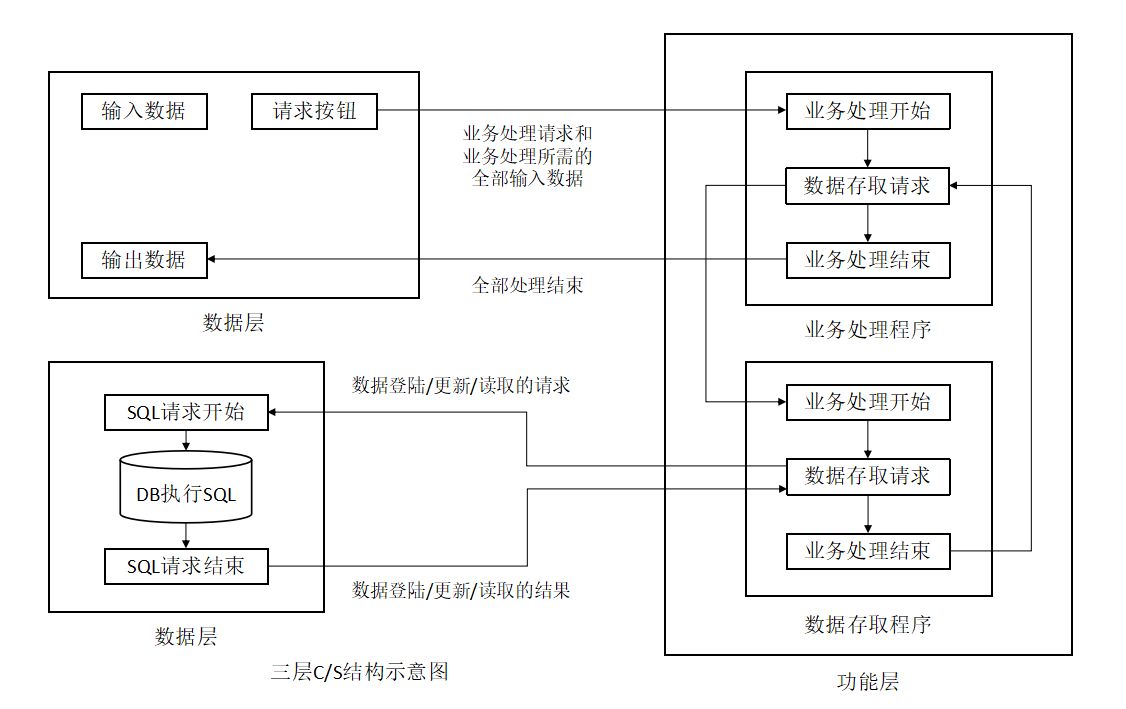 输入数据
请求按钮
业务处理请求和
业务处理所需的
全部输入数据
输出数据
全部处理结束
数据层
业务处理开始
数据存取请求
业务处理结束
业务处理程序
数据登陆/更新/读取的请求
SQL请求开始
DB执行SQL
SQL请求结束
数据登陆/更新/读取的结果
数据层
业务处理开始
数据存取请求
业务处理结束
数据存取程序
功能层
三层C/S结构示意图